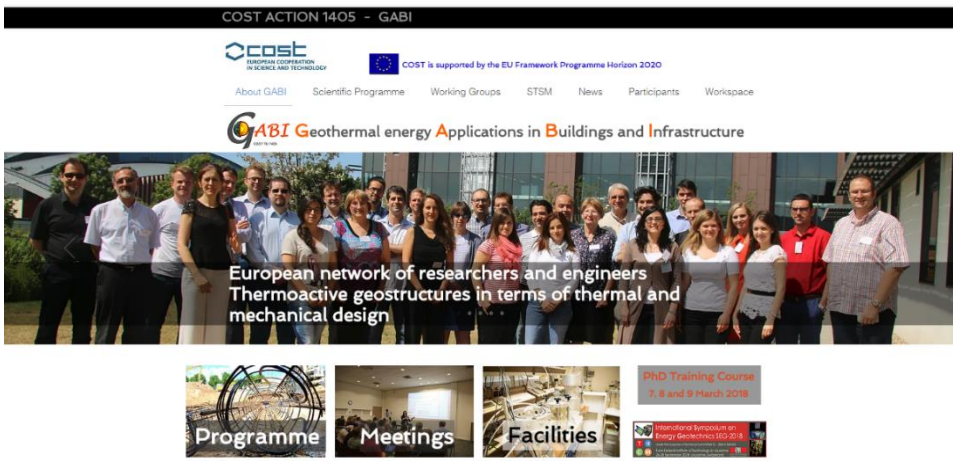 COST ACTION 1405 - GABI
cost
EUROPEAN COOPERATION
IN SCIENCE AND TECHNOLOGY
COST is supported by the EU Framework Programme Horizon 2020
About GABI Scientific Programme Working Groups STSM News Participants Workspace
GABI Geothermal energy Applications in Buildings and Infrastructure
European network of researchers and engineers
Thermoactive geostructures in terms of thermal and
mechanical design
Programme
Meetings
Facilities
PhD Training Course
7, 8 and 9 March 2018
International Symposium on
Energy Geotechnics SEG-2018